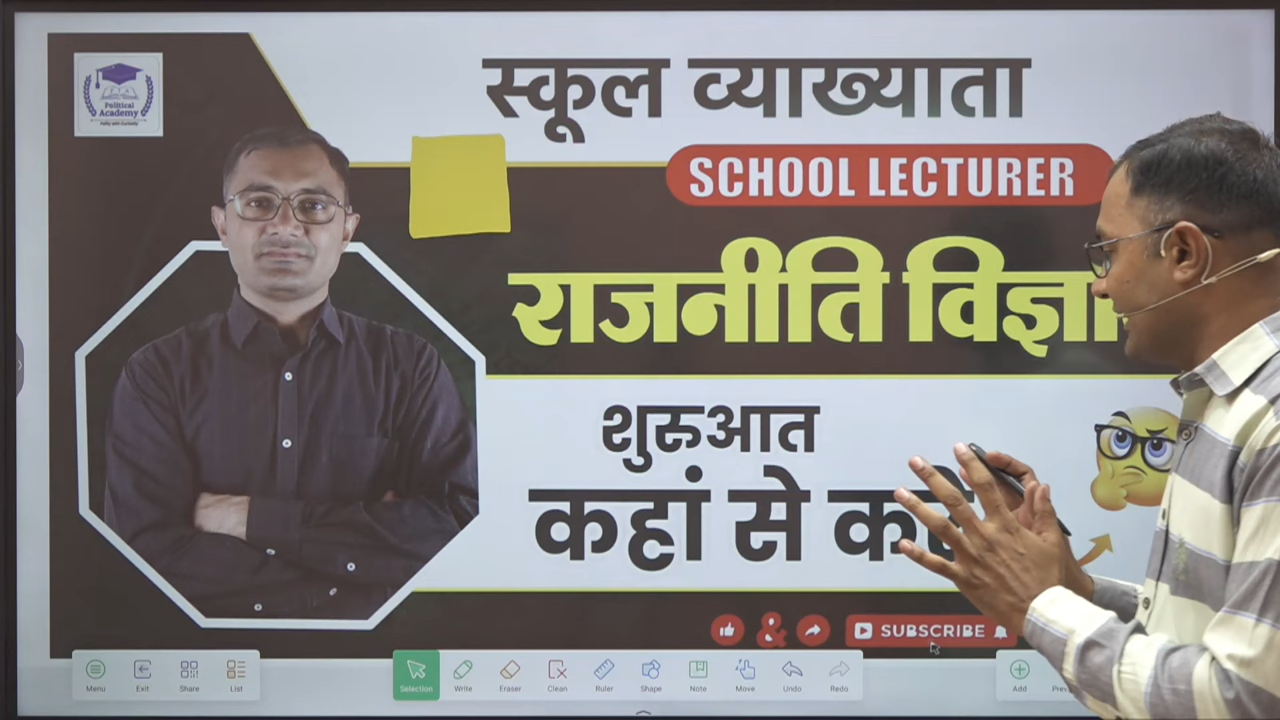 स्कूल व्याख्याता
Political
Academy
SCHOOL LECTURER
राजनीति
शुरुआत
कहां से
SUBSCRIBE
Menu
Exit
Share
List
Selection
Write
Eraser
Clean
Ruler
Shape
Note
Move
Undo
Redo
Add